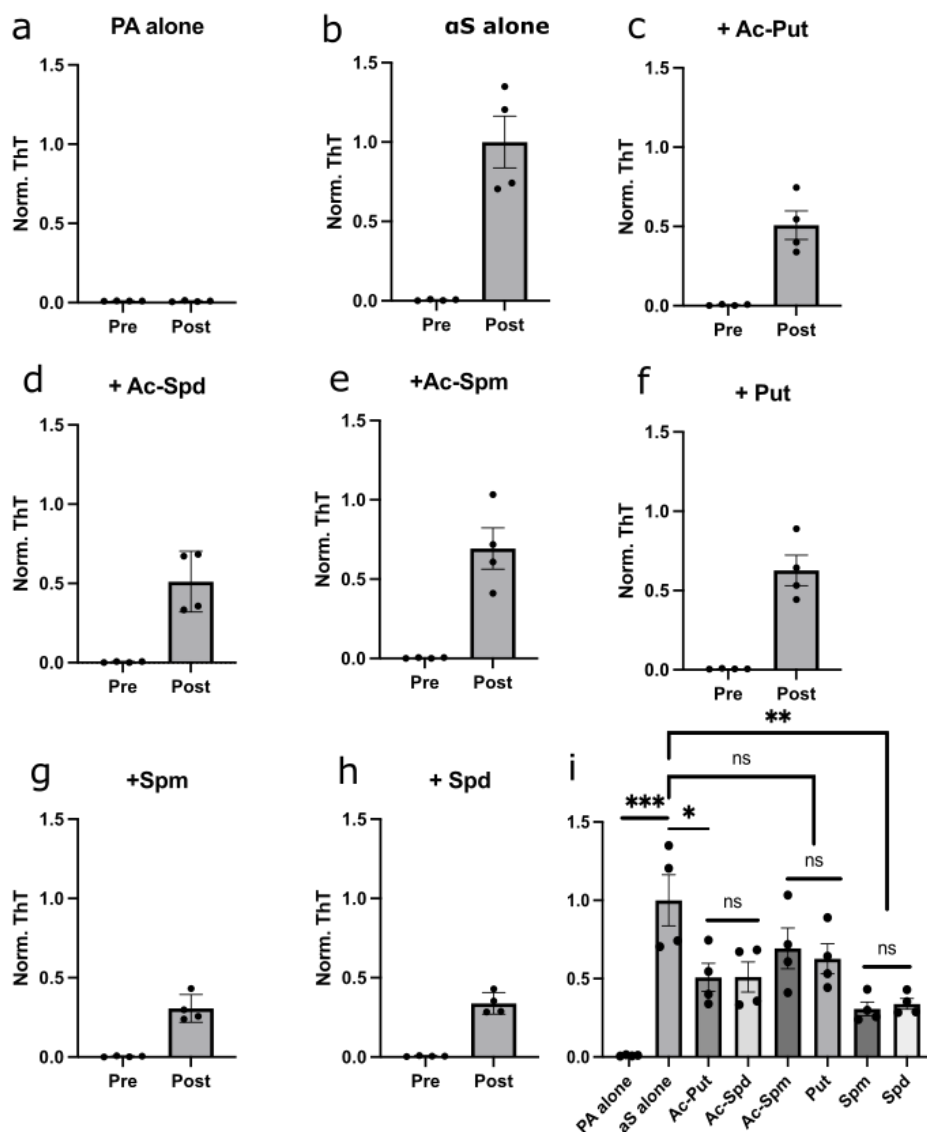 a
PA alone
1.5
1.0
0.5
0.0
Norm. ThT
Pre
Post
b
αS alone
1.5
1.0
0.5
0.0
Norm. ThT
Pre
Post
c
+ Ac-Put
1.5
1.0
0.5
0.0
Norm. ThT
Pre
Post
d
+ Ac-Spd
1.5
1.0
0.5
0.0
Norm. ThT
Pre
Post
e
+Ac-Spm
1.5
1.0
0.5
0.0
Norm. ThT
Pre
Post
f
+ Put
1.5
1.0
0.5
0.0
Norm. ThT
Pre
Post
g
+Spm
1.5
1.0
0.5
0.0
Norm. ThT
Pre
Post
h
+ Spd
1.5
1.0
0.5
0.0
Norm. ThT
Pre
Post
i
**
ns
***
*
ns
ns
ns
1.5
1.0
0.5
0.0
Norm. ThT
PA alone
aS alone
Ac-Put
Ac-Spd
Ac-Spm
Put
Spm
Spd